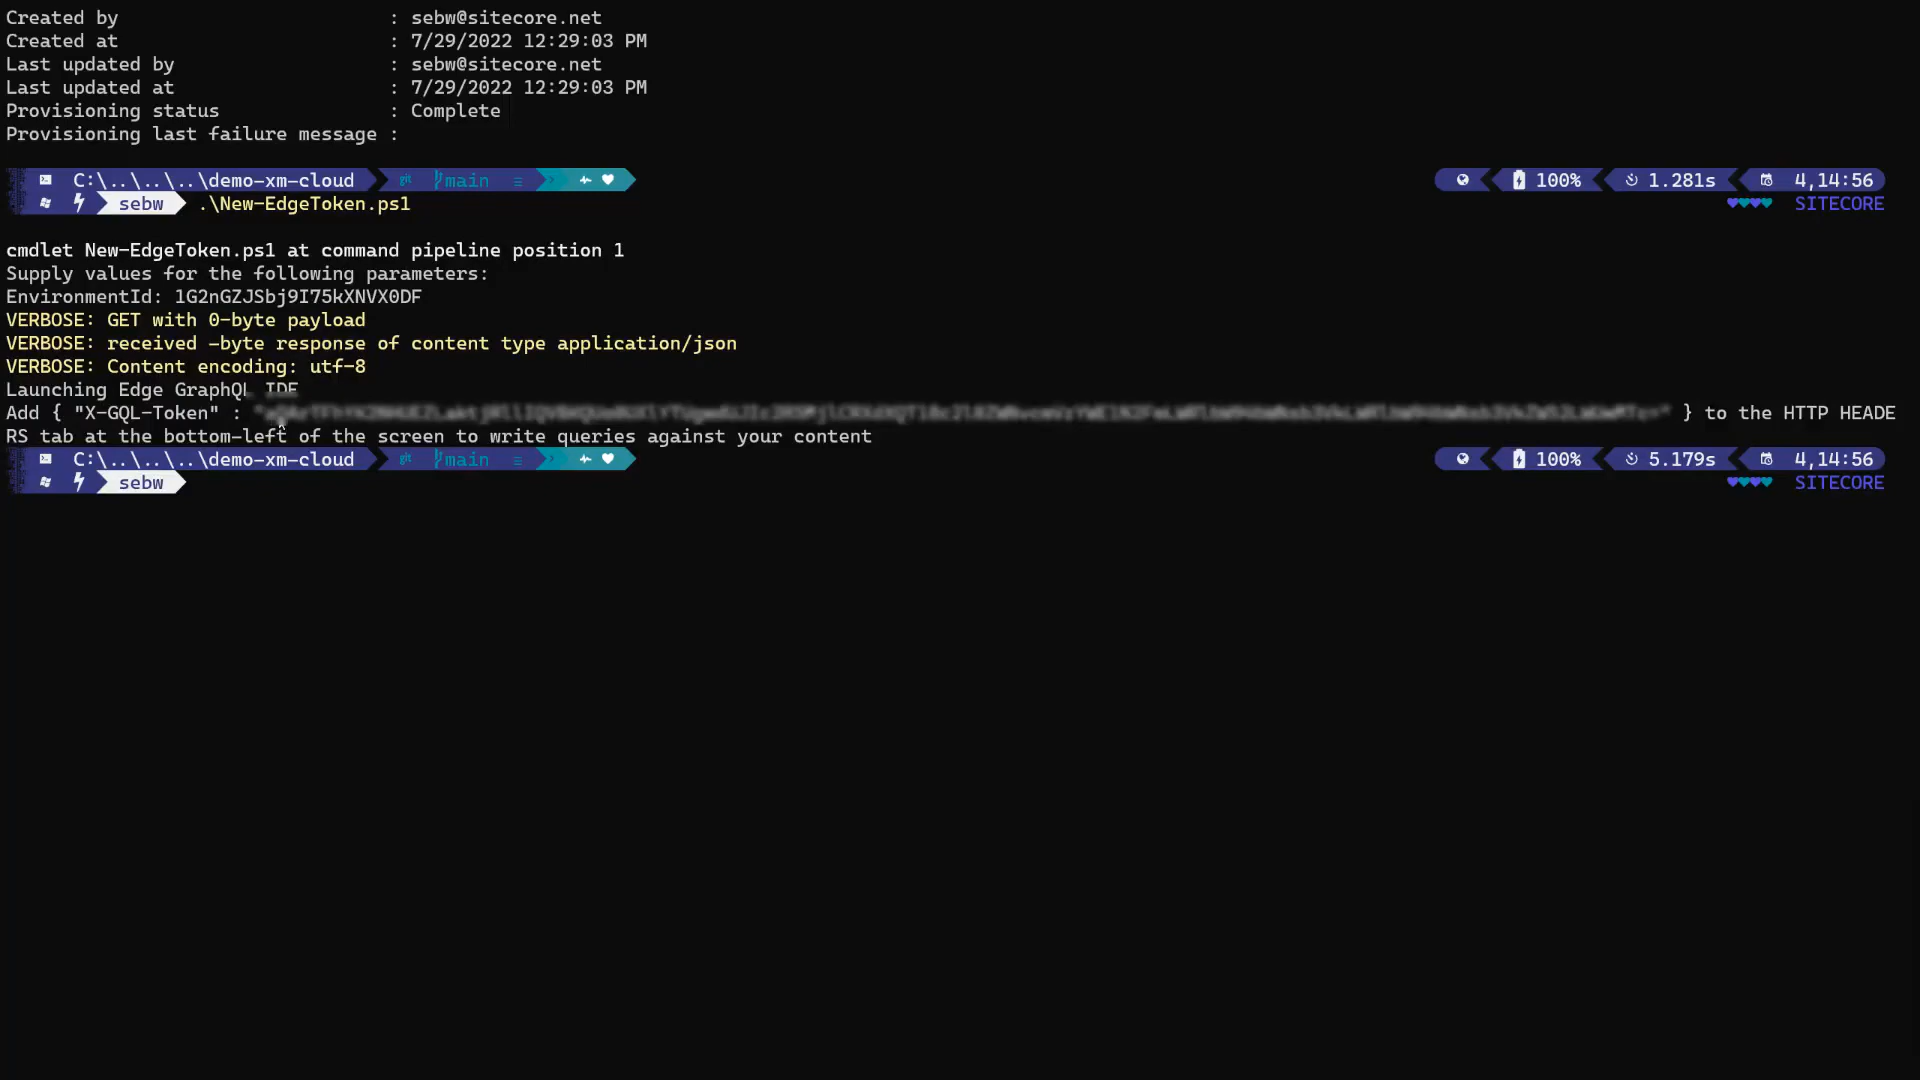 Created by : sebw@sitecore.net
Created at : 7/29/2022 12:29:03 PM
Last updated by : sebw@sitecore.net
Last updated at : 7/29/2022 12:29:03 PM
Provisioning status : Complete
Provisioning last failure message :
C:\..\..\..\demo-xm-cloud git main ≡ 100% 1.281s 4,14:56
sebw .\New-EdgeToken.ps1 SITECORE
cmdlet New-EdgeToken.ps1 at command pipeline position 1
Supply values for the following parameters:
EnvironmentId: 1G2nGZJSbj9I75kXNVX0DF
VERBOSE: GET with 0-byte payload
VERBOSE: received -byte response of content type application/json
VERBOSE: Content encoding: utf-8
Launching Edge GraphQL IDE
Add { "X-GQL-Token" : } to the HTTP HEADE
RS tab at the bottom-left of the screen to write queries against your content
C:\..\..\..\demo-xm-cloud git main ≡ 100% 5.179s 4,14:56
sebw SITECORE